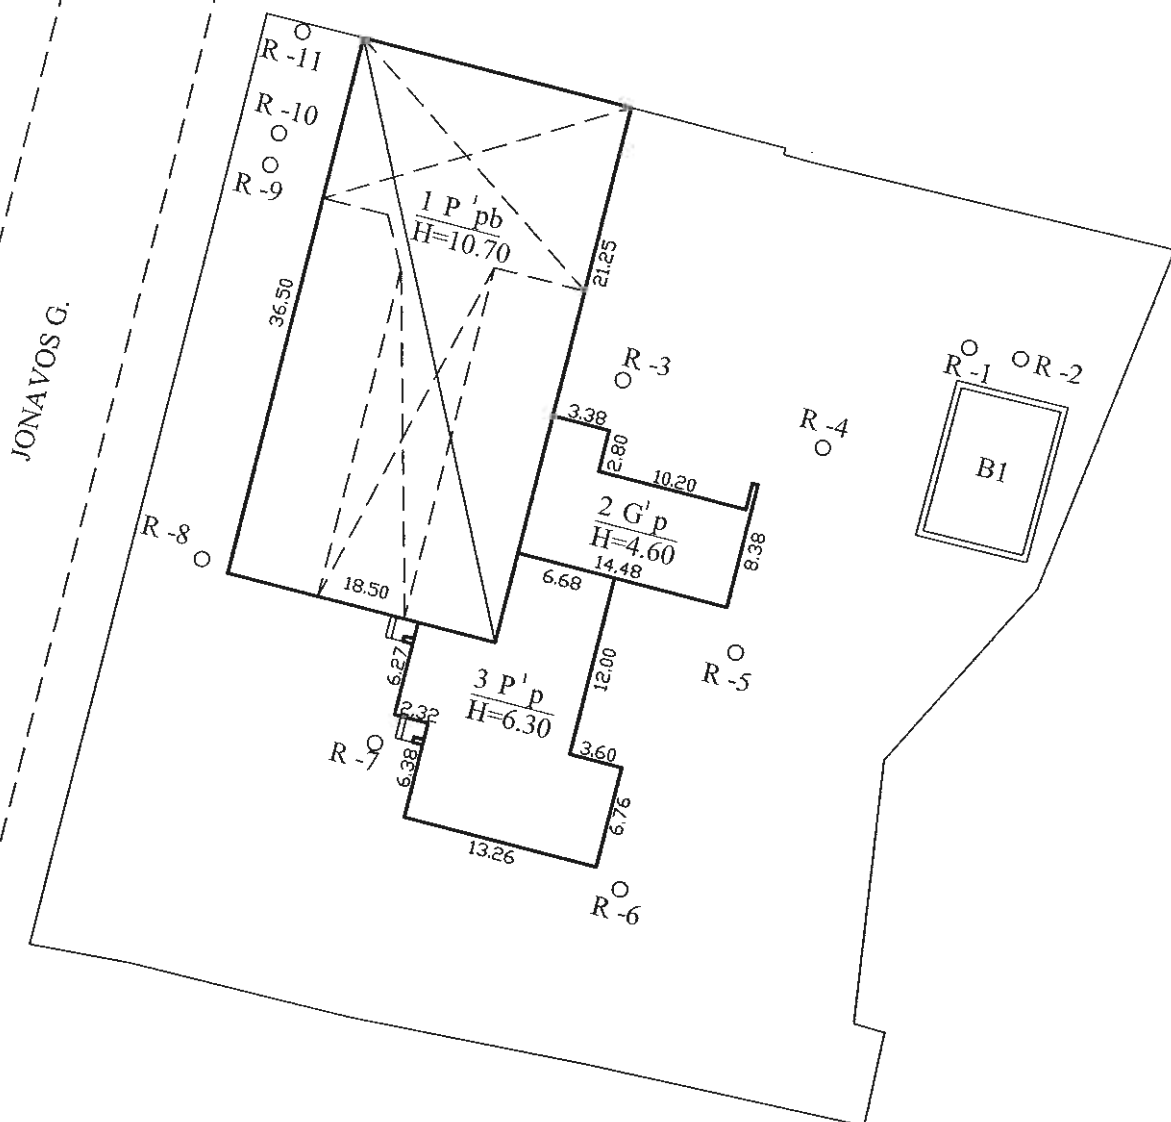 R -11
R -10
R -9
1 P 'pb
H=10.70
21.25
36.50
JONAVOS G.
R -3
R -1
R -2
3.38
R -4
2.80
10.20
B1
2 G'p
H=4.60
8.38
R -8
14.48
6.68
18.50
R -5
6.27
12.00
3 P 'p
H=6.30
2.32
R -7
6.38
3.60
6.76
13.26
R -6